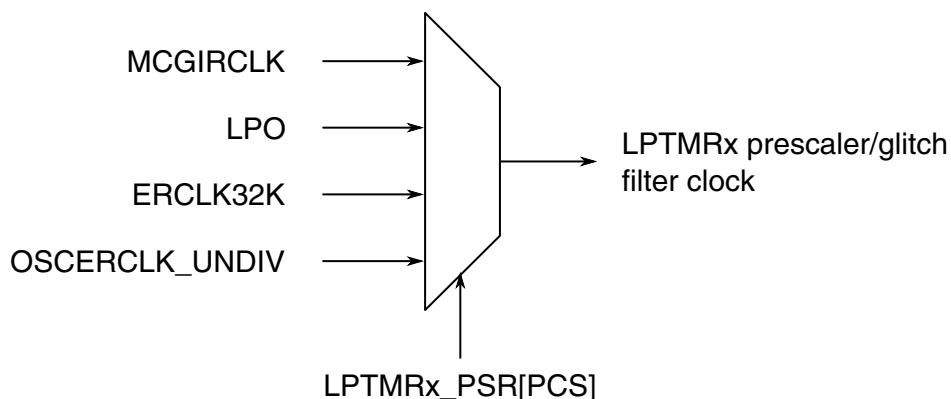 MCGIRCLK
LPO
ERCLK32K
OSCERCLK_UNDIV
LPTMRx prescaler/glitch
filter clock
LPTMRx_PSR[PCS]